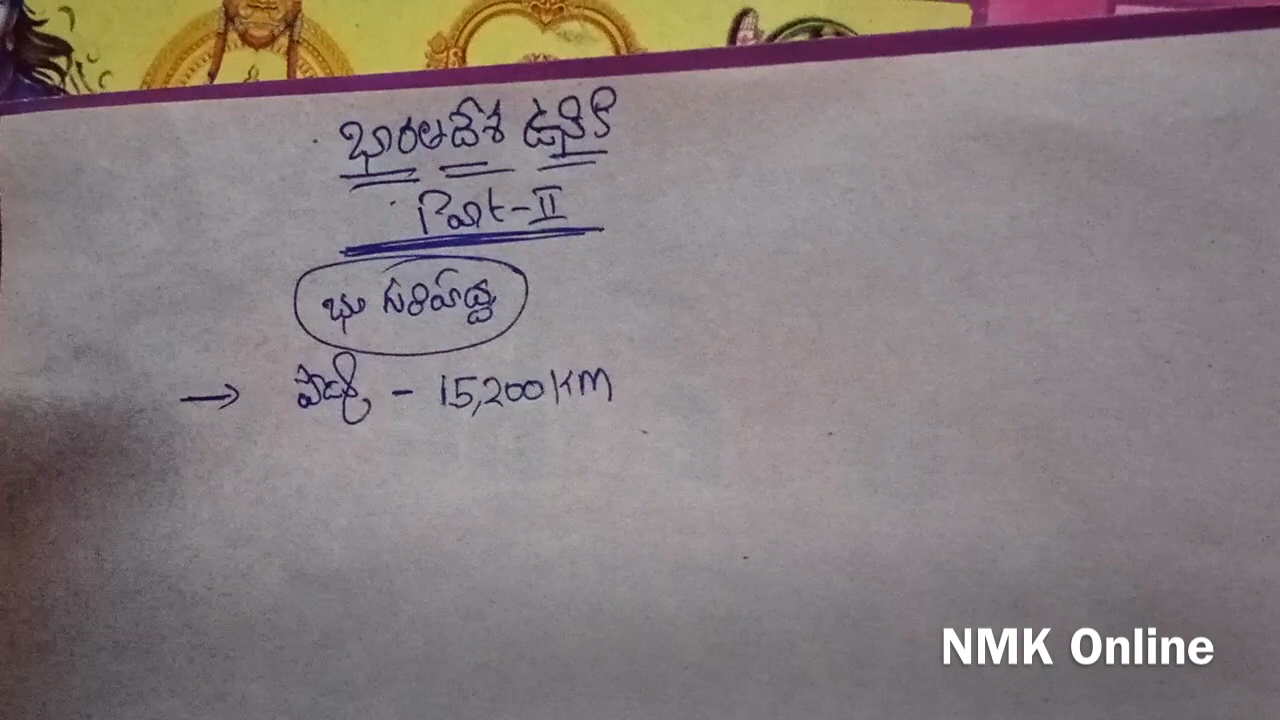 భారతదేశ ఉనికి
Part-II
భు సరిహద్దు
→ పొడవు - 15,200 KM
NMK Online